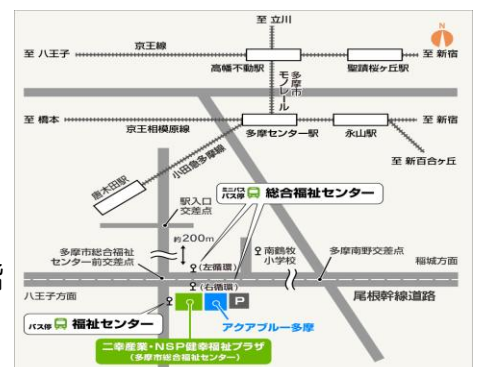 至 立川
N
至 八王子
京王線
至 新宿
高幡不動駅
聖蹟桜ヶ丘駅
多摩市
モノレール
至 橋本
京王相模原線
多摩センター駅
永山駅
至 新宿
至 新百合ヶ丘
小田急多摩線
唐木田駅
ミニバス
バス停
総合福祉センター
駅入口
交差点
約200m
南鶴牧
小学校
多摩市総合福祉
センター前交差点
(左循環)
多摩南野交差点
稲城方面
(右循環)
八王子方面
尾根幹線道路
P
バス停
福祉センター
アクアブルー多摩
二幸産業・NSP健幸福祉プラザ
(多摩市総合福祉センター)